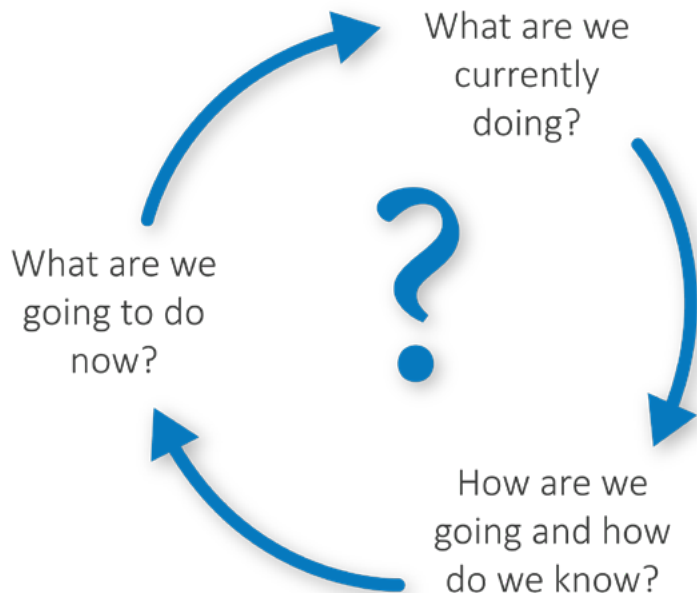 What are we
currently
doing?
?
How are we
going and how
do we know?
What are we
going to do
now?